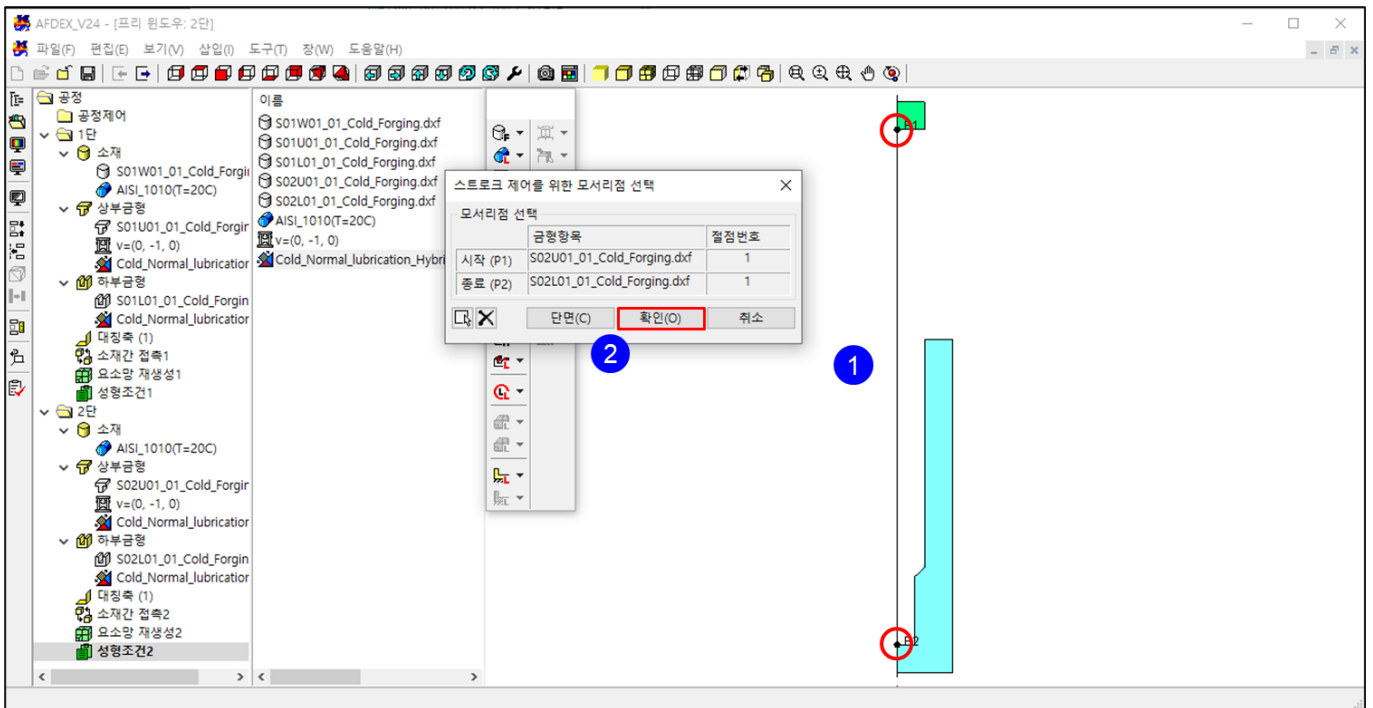 AFDEX_V24 - [프리 윈도우: 2단]
파일(F) 편집(E) 보기(V) 삽입(I) 도구(T) 창(W) 도움말(H)
공정
공정제어
1단
소재
S01W01_01_Cold_Forgi
AISI_1010(T=20C)
상부금형
S01U01_01_Cold_Forgir
v=(0, -1, 0)
Cold_Normal_lubricatior
하부금형
S01L01_01_Cold_Forgin
Cold_Normal_lubricatior
대칭축 (1)
소재간 접촉1
요소망 재생성1
성형조건1
2단
소재
AISI_1010(T=20C)
상부금형
S02U01_01_Cold_Forgir
v=(0, -1, 0)
Cold_Normal_lubricatior
하부금형
S02L01_01_Cold_Forgin
Cold_Normal_lubricatior
대칭축 (1)
소재간 접촉2
요소망 재생성2
성형조건2
이름
S01W01_01_Cold_Forging.dxf
S01U01_01_Cold_Forging.dxf
S01L01_01_Cold_Forging.dxf
S02U01_01_Cold_Forging.dxf
S02L01_01_Cold_Forging.dxf
AISI_1010(T=20C)
v=(0, -1, 0)
Cold_Normal_lubrication_Hybri
스트로크 제어를 위한 모서리점 선택
모서리점 선택
금형항목 절점번호
시작 (P1) S02U01_01_Cold_Forging.dxf 1
종료 (P2) S02L01_01_Cold_Forging.dxf 1
단면(C) 확인(O) 취소
2
1